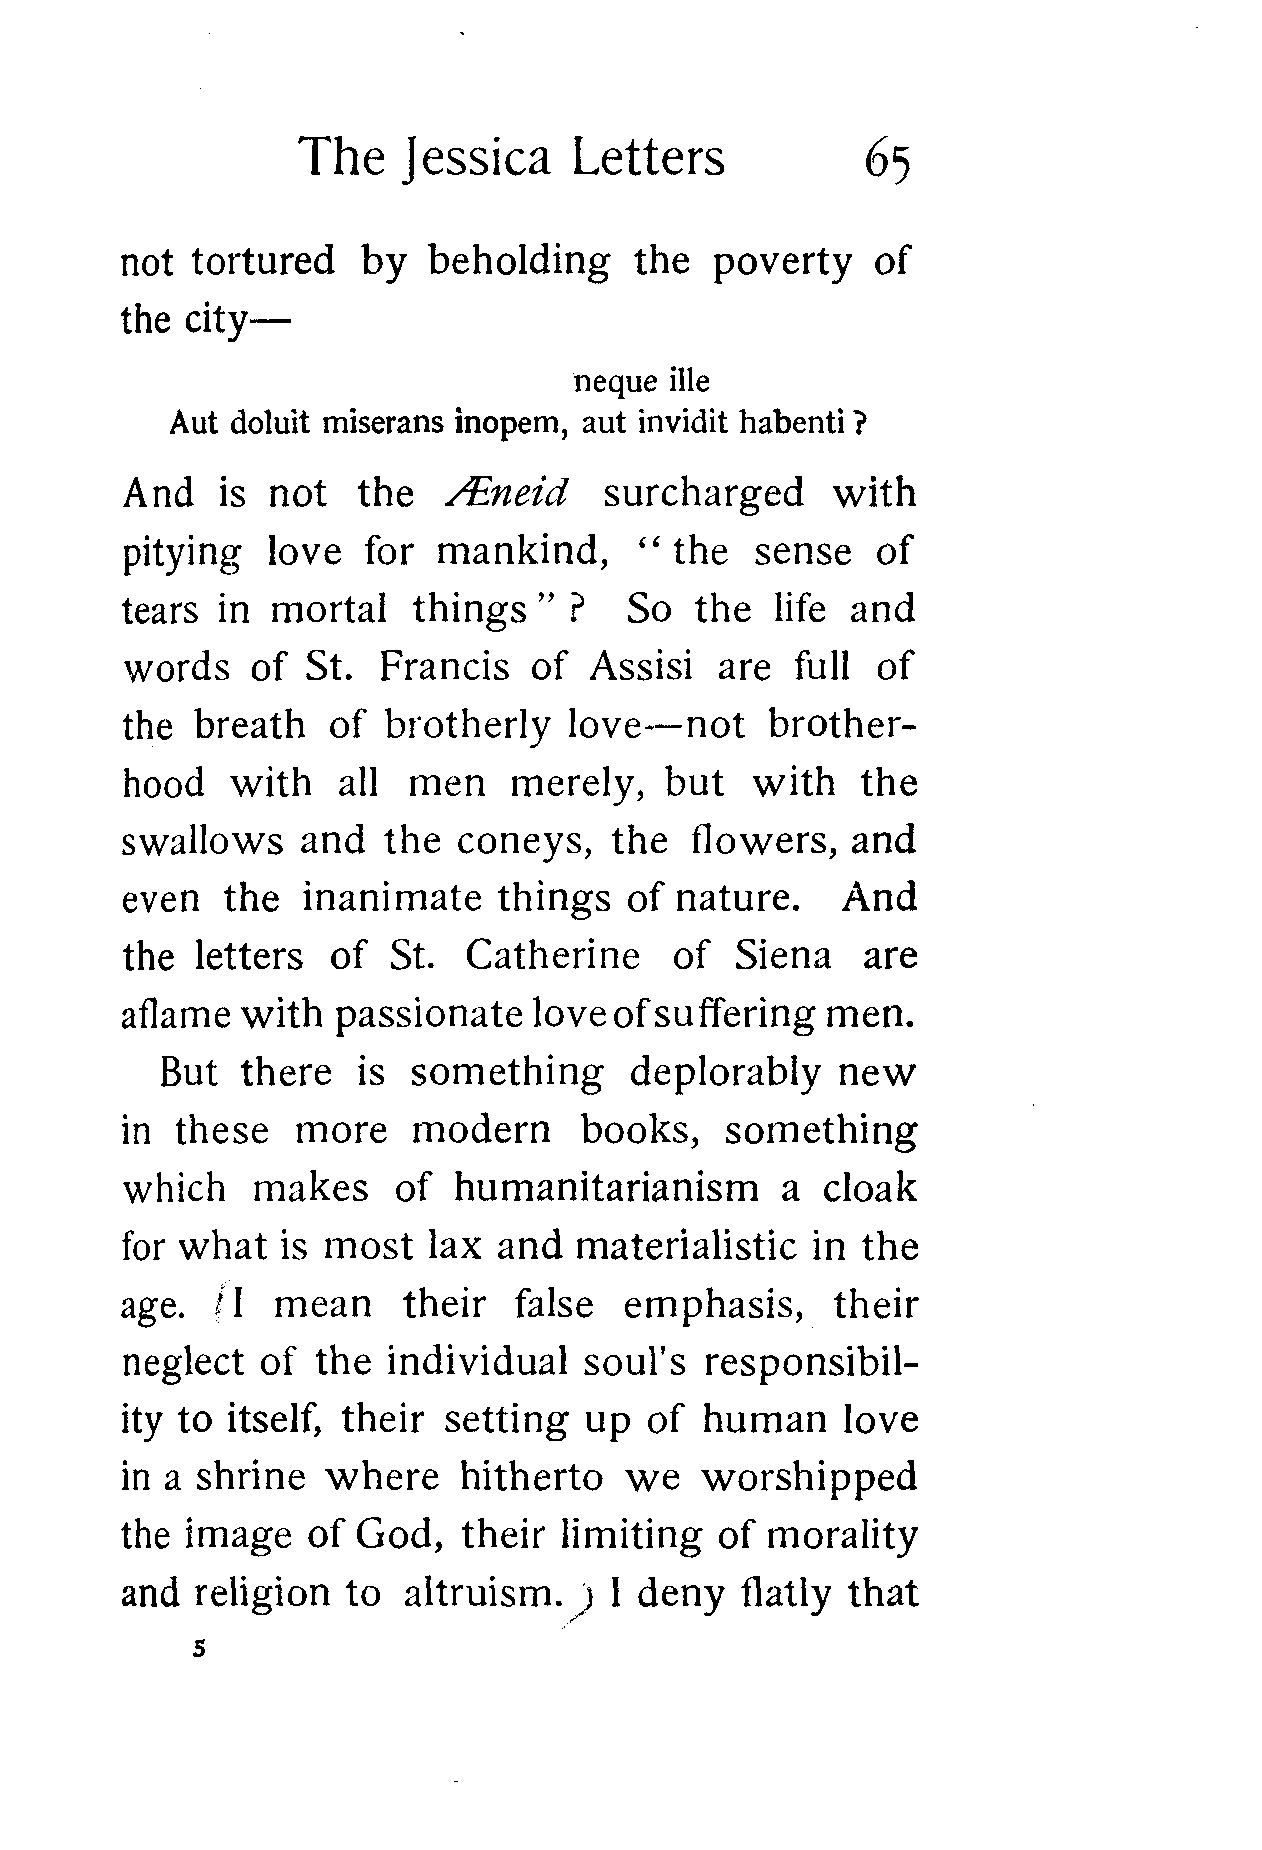 The Jessica Letters 65
not tortured by beholding the poverty of
the city—
neque ille
Aut doluit miserans inopem, aut invidit habenti ?
And is not the Æneid surcharged with
pitying love for mankind, “ the sense of
tears in mortal things ” ? So the life and
words of St. Francis of Assisi are full of
the breath of brotherly love—not brother-
hood with all men merely, but with the
swallows and the coneys, the flowers, and
even the inanimate things of nature. And
the letters of St. Catherine of Siena are
aflame with passionate love of suffering men.
But there is something deplorably new
in these more modern books, something
which makes of humanitarianism a cloak
for what is most lax and materialistic in the
age. I mean their false emphasis, their
neglect of the individual soul's responsibil-
ity to itself, their setting up of human love
in a shrine where hitherto we worshipped
the image of God, their limiting of morality
and religion to altruism. I deny flatly that
5